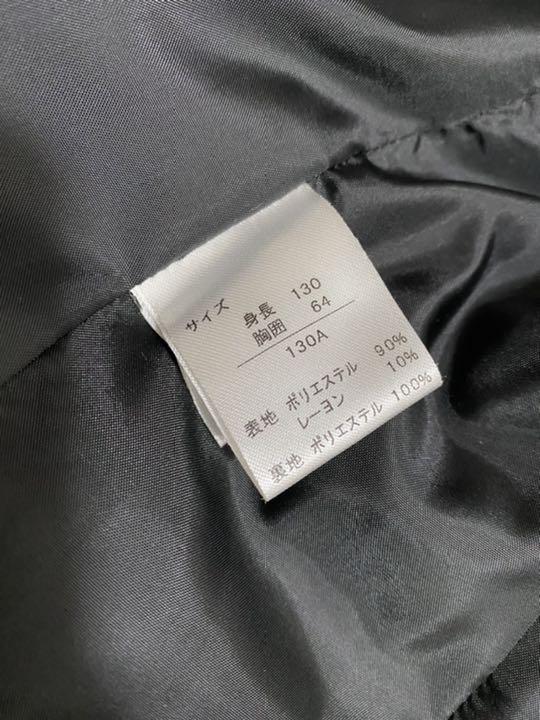 サイズ 身長 130
胸囲 64
130A
表地 ポリエステル 90%
レーヨン 10%
裏地 ポリエステル 100%